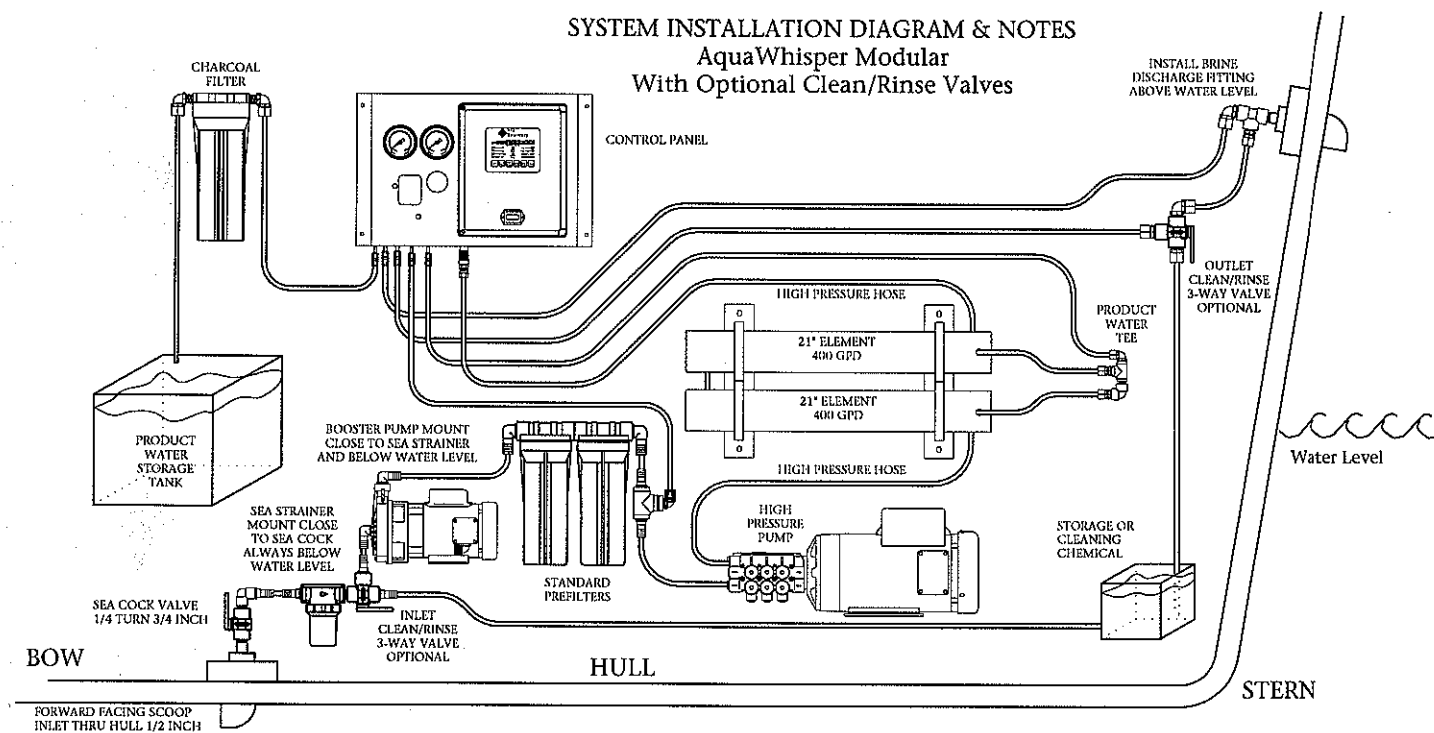 SYSTEM INSTALLATION DIAGRAM & NOTES
AquaWhisper Modular
With Optional Clean/Rinse Valves
CHARCOAL
FILTER
CONTROL PANEL
INSTALL BRINE
DISCHARGE FITTING
ABOVE WATER LEVEL
OUTLET
CLEAN/RINSE
3-WAY VALVE
OPTIONAL
HIGH PRESSURE HOSE
PRODUCT
WATER
TEE
21" ELEMENT
400 GPD
21" ELEMENT
400 GPD
PRODUCT
WATER
STORAGE
TANK
BOOSTER PUMP MOUNT
CLOSE TO SEA STRAINER
AND BELOW WATER LEVEL
Water Level
HIGH PRESSURE HOSE
SEA STRAINER
MOUNT CLOSE
TO SEA COCK
ALWAYS BELOW
WATER LEVEL
HIGH
PRESSURE
PUMP
STORAGE OR
CLEANING
CHEMICAL
STANDARD
PREFILTERS
SEA COCK VALVE
1/4 TURN 3/4 INCH
INLET
CLEAN/RINSE
3-WAY VALVE
OPTIONAL
BOW
HULL
STERN
FORWARD FACING SCOOP
INLET THRU HULL 1/2 INCH